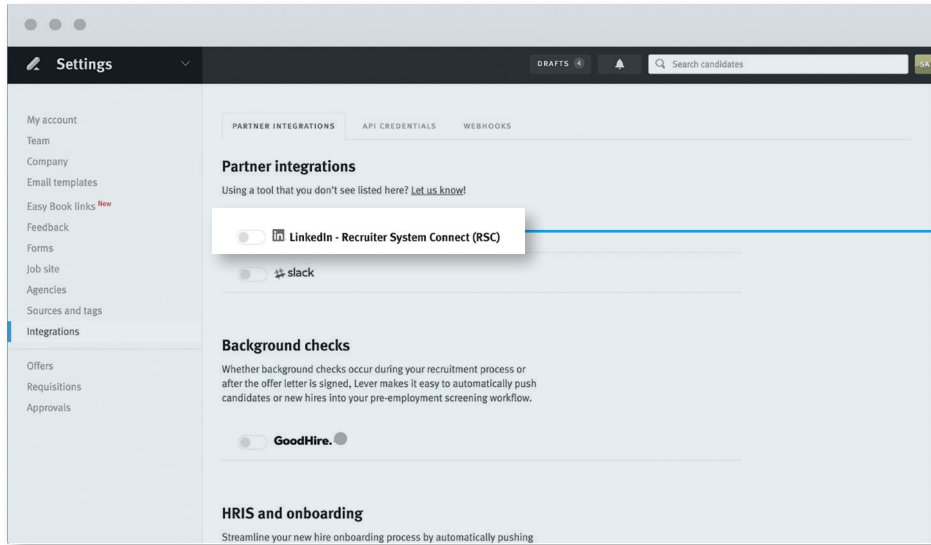 Settings
DRAFTS 4
Search candidates
SA
My account
Team
Company
Email templates
Easy Book links New
Feedback
Forms
Job site
Agencies
Sources and tags
Integrations
Offers
Requisitions
Approvals
PARTNER INTEGRATIONS API CREDENTIALS WEBHOOKS
Partner integrations
Using a tool that you don't see listed here? Let us know!
in LinkedIn - Recruiter System Connect (RSC)
slack
Background checks
Whether background checks occur during your recruitment process or
after the offer letter is signed, Lever makes it easy to automatically push
candidates or new hires into your pre-employment screening workflow.
GoodHire.
HRIS and onboarding
Streamline your new hire onboarding process by automatically pushing